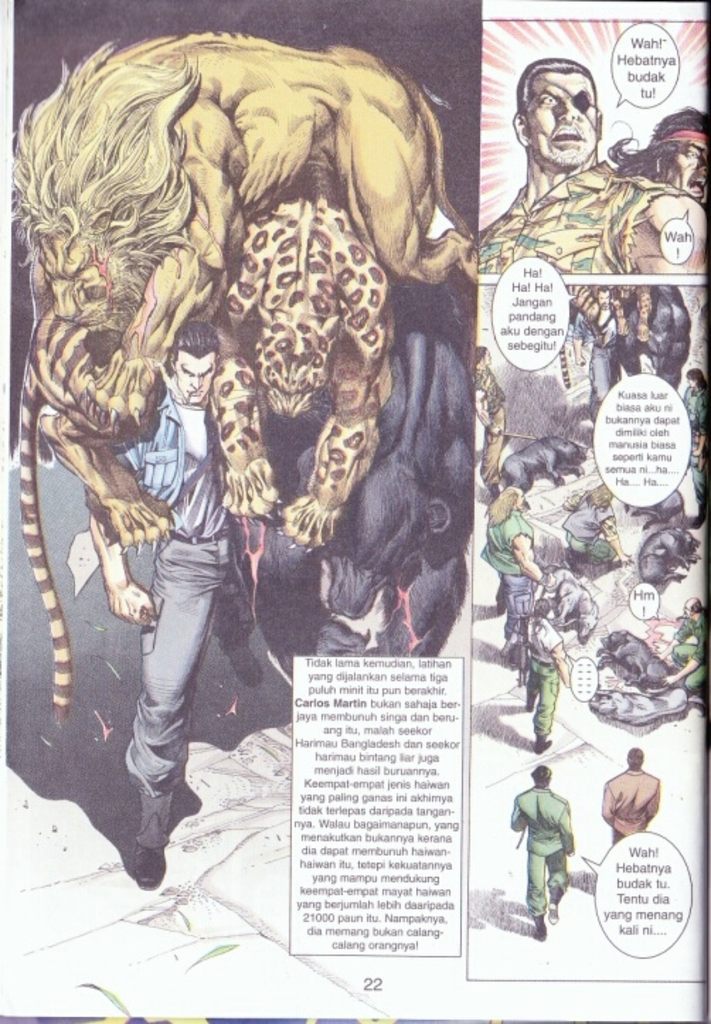 Tidak lama kemudian, latihan
yang dijalankan selama tiga
puluh minit itu pun berakhir.
Carlos Martin bukan sahaja ber-
jaya membunuh singa dan beru-
ang itu, malah seekor
Harimau Bangladesh dan seekor
harimau bintang liar juga
menjadi hasil buruannya.
Keempat-empat jenis haiwan
yang paling ganas ini akhirnya
tidak terlepas daripada tangan-
nya. Walau bagaimanapun, yang
menakutkan bukannya kerana
dia dapat membunuh haiwan-
haiwan itu, tetepi kekuatannya
yang mampu mendukung
keempat-empat mayat haiwan
yang berjumlah lebih daaripada
21000 paun itu. Nampaknya,
dia memang bukan calang-
calang orangnya!
Wah!
Hebatnya
budak
tu!
Wah
!
Ha!
Ha! Ha!
Jangan
pandang
aku dengan
sebegitu!
Kuasa luar
biasa aku ni
bukannya dapat
dimiliki oleh
manusia biasa
seperti kamu
semua ni...ha....
Ha.... Ha....
Hm
!
Wah!
Hebatnya
budak tu.
Tentu dia
yang menang
kali ni....
22